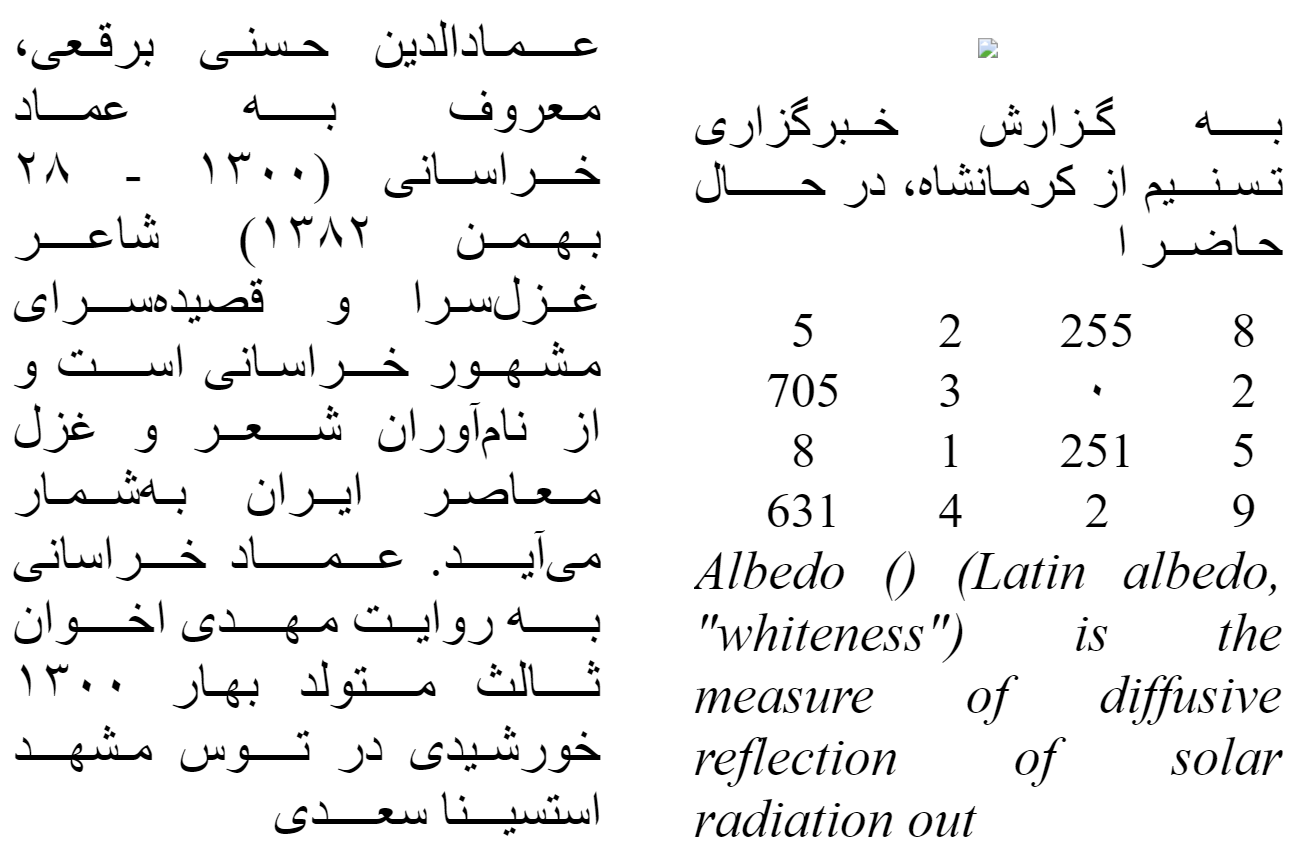 به گزارش خبرگزاری
تسنیم از کرمانشاه، در حال
حاضر ا
8 255 2 5
2 ۰ 3 705
5 251 1 8
9 2 4 631
Albedo () (Latin albedo,
"whiteness") is the
measure of diffusive
reflection of solar
radiation out
عمادالدین حسنی برقعی،
معروف به عماد
خراسانی (۱۳۰۰ - ۲۸
بهمن ۱۳۸۲) شاعر
غزل‌سرا و قصیده‌سرای
مشهور خراسانی است و
از نام‌آوران شعر و غزل
معاصر ایران به‌شمار
می‌آید. عماد خراسانی
به روایت مهدی اخوان
ثالث متولد بهار ۱۳۰۰
خورشیدی در توس مشهد
استسینا سعدی